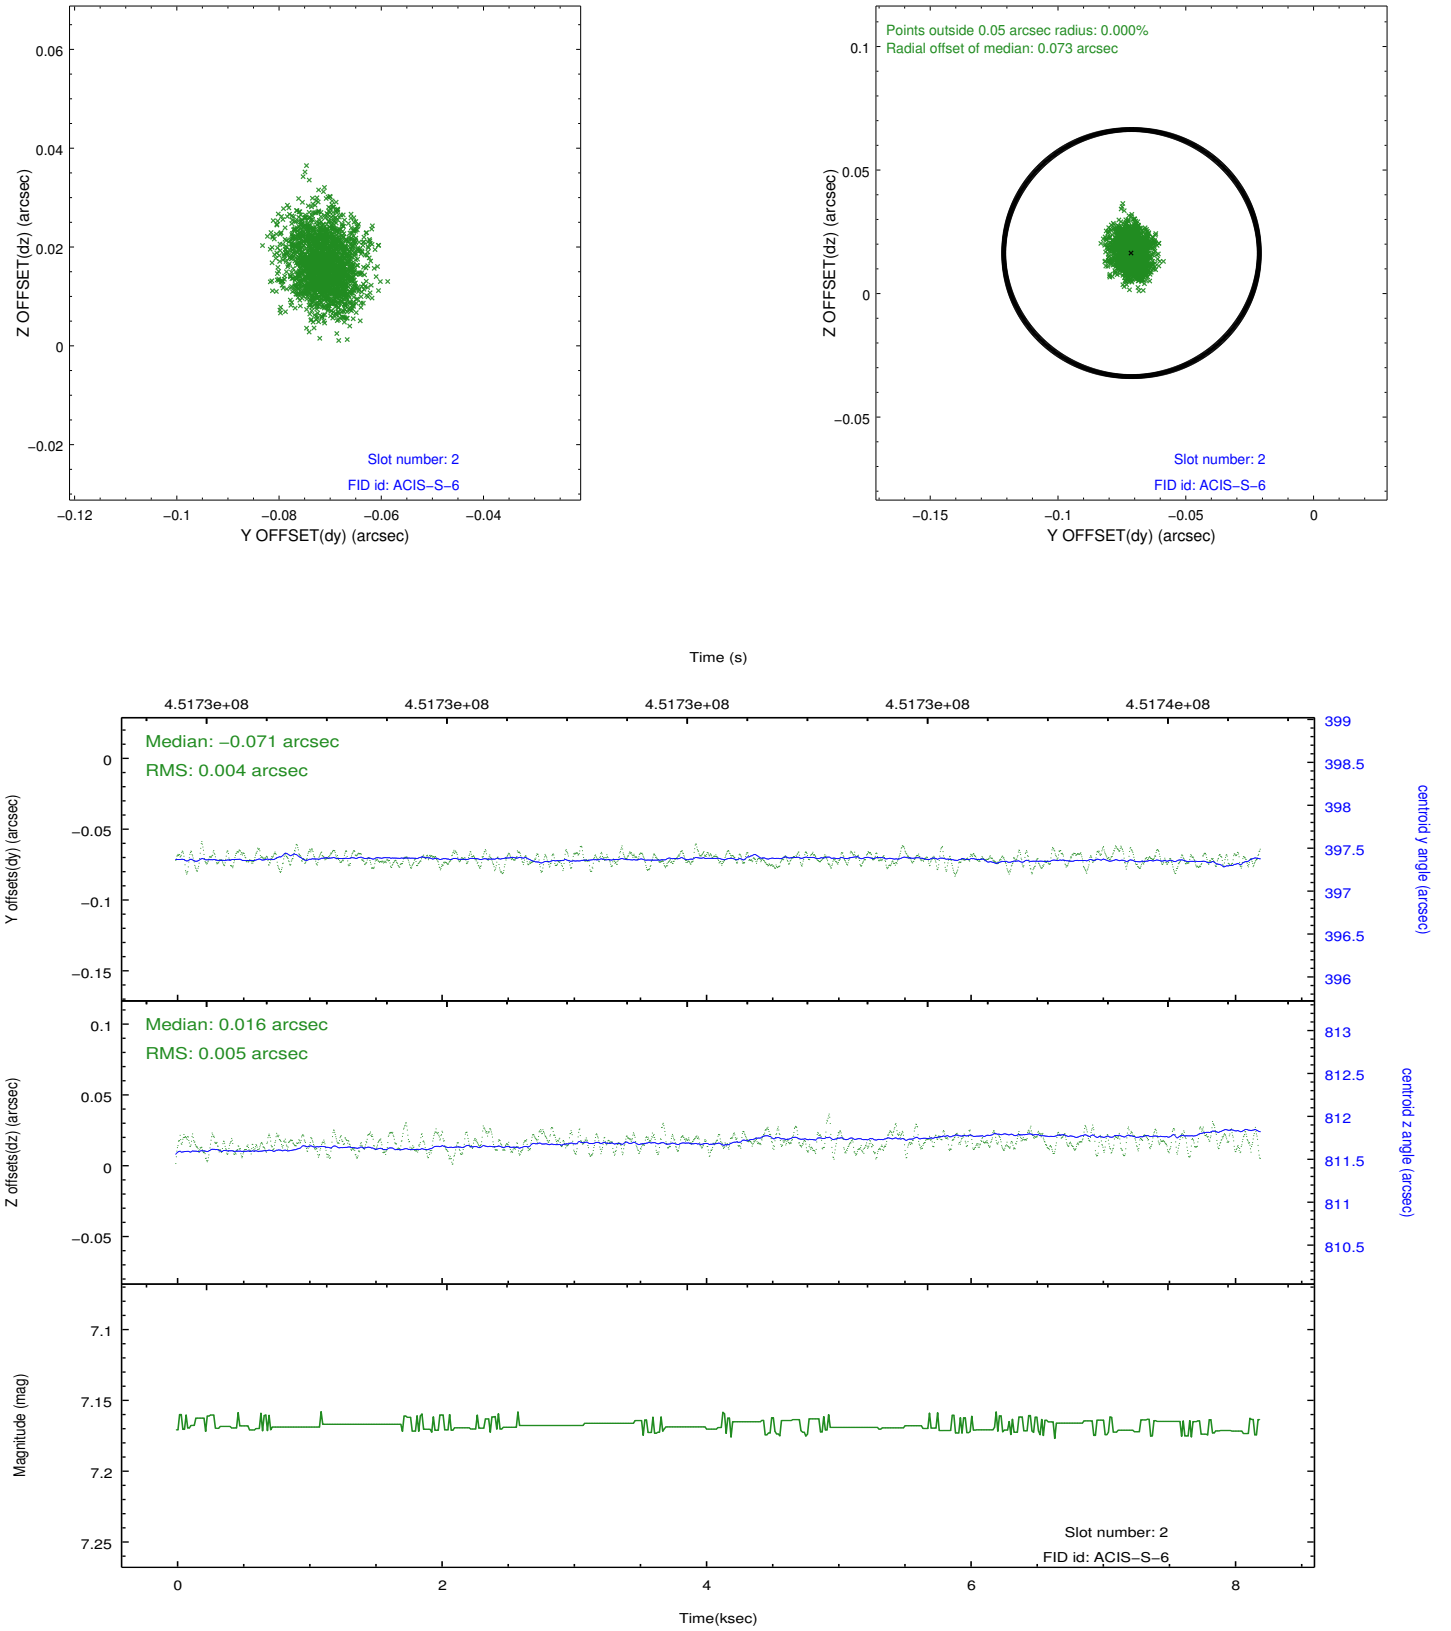 0.06
0.04
0.02
0
−0.02
Z OFFSET(dz) (arcsec)
Slot number: 2
FID id: ACIS−S−6
−0.12
−0.1
−0.08
−0.06
−0.04
Y OFFSET(dy) (arcsec)
Points outside 0.05 arcsec radius: 0.000%
Radial offset of median: 0.073 arcsec
0.1
0.05
0
−0.05
Z OFFSET(dz) (arcsec)
Slot number: 2
FID id: ACIS−S−6
−0.15
−0.1
−0.05
0
Y OFFSET(dy) (arcsec)
Time (s)
4.5173e+08
4.5173e+08
4.5173e+08
4.5173e+08
4.5174e+08
Median: −0.071 arcsec
RMS: 0.004 arcsec
0
−0.05
−0.1
−0.15
Y offsets(dy) (arcsec)
399
398.5
398
397.5
397
396.5
396
centroid y angle (arcsec)
Median: 0.016 arcsec
RMS: 0.005 arcsec
0.1
0.05
0
−0.05
Z offsets(dz) (arcsec)
813
812.5
812
811.5
811
810.5
centroid z angle (arcsec)
7.1
7.15
7.2
7.25
Magnitude (mag)
Slot number: 2
FID id: ACIS−S−6
0
2
4
6
8
Time(ksec)